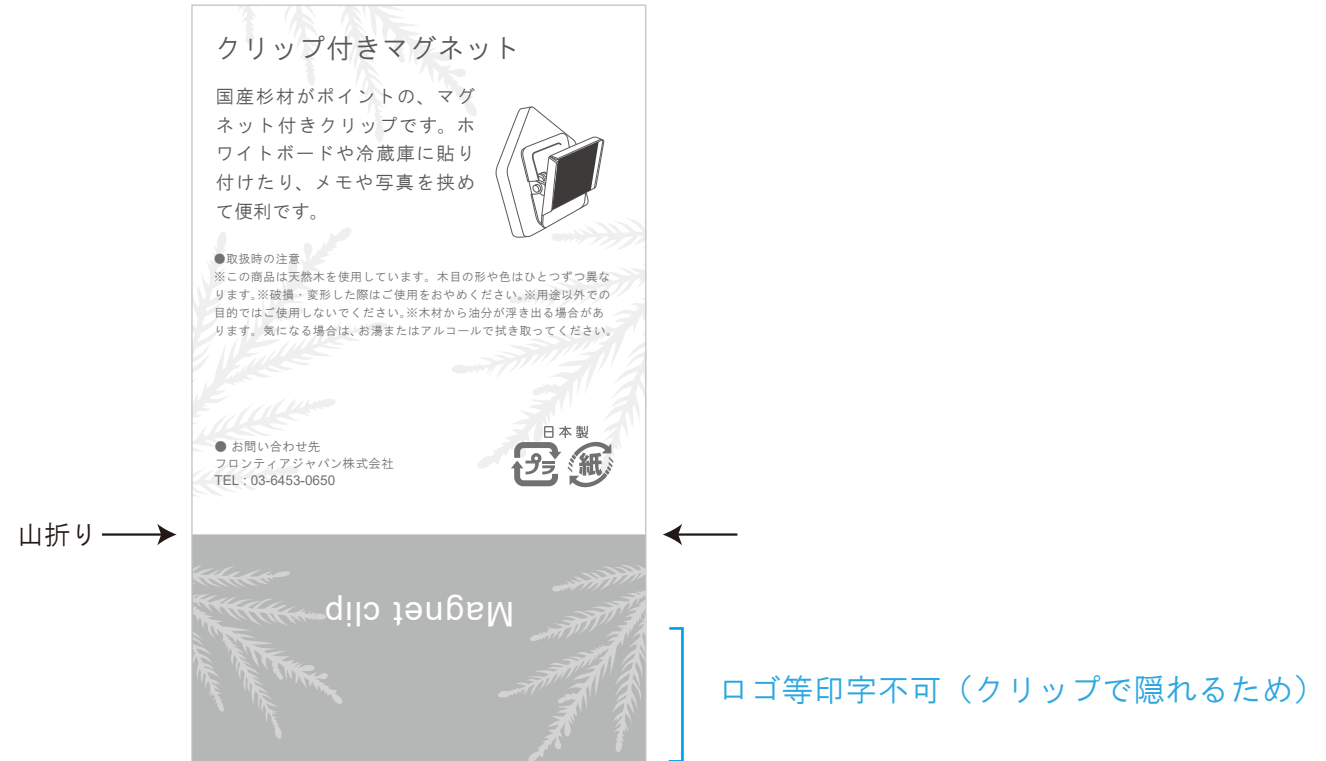 クリップ付きマグネット
国産杉材がポイントの、マグ
ネット付きクリップです。ホ
ワイトボードや冷蔵庫に貼り
付けたり、メモや写真を挟め
て便利です。
●取扱時の注意
※この商品は天然木を使用しています。木目の形や色はひとつずつ異な
ります。※破損・変形した際はご使用をおやめください。※用途以外での
目的ではご使用しないでください。※木材から油分が浮き出る場合があ
ります。気になる場合は、お湯またはアルコールで拭き取ってください。
● お問い合わせ先
フロンティアジャパン株式会社
TEL : 03-6453-0650
日本製
プラ
紙
山折り
Magnet clip
ロゴ等印字不可（クリップで隠れるため）